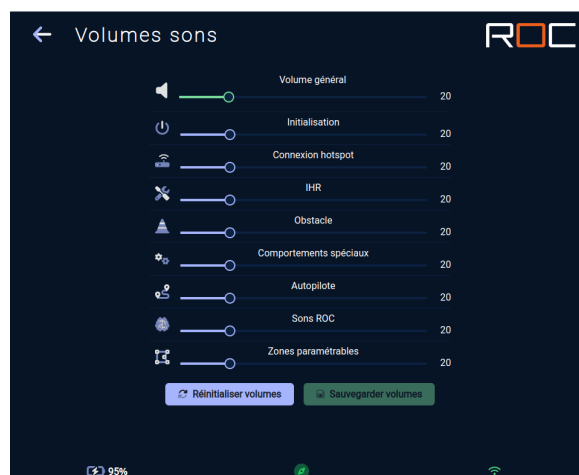 Volumes sons
ROC
Volume général
20
Initialisation
20
Connexion hotspot
20
IHR
20
Obstacle
20
Comportements spéciaux
20
Autopilote
20
Sons ROC
20
Zones paramétrables
20
Réinitialiser volumes
Sauvegarder volumes
95%